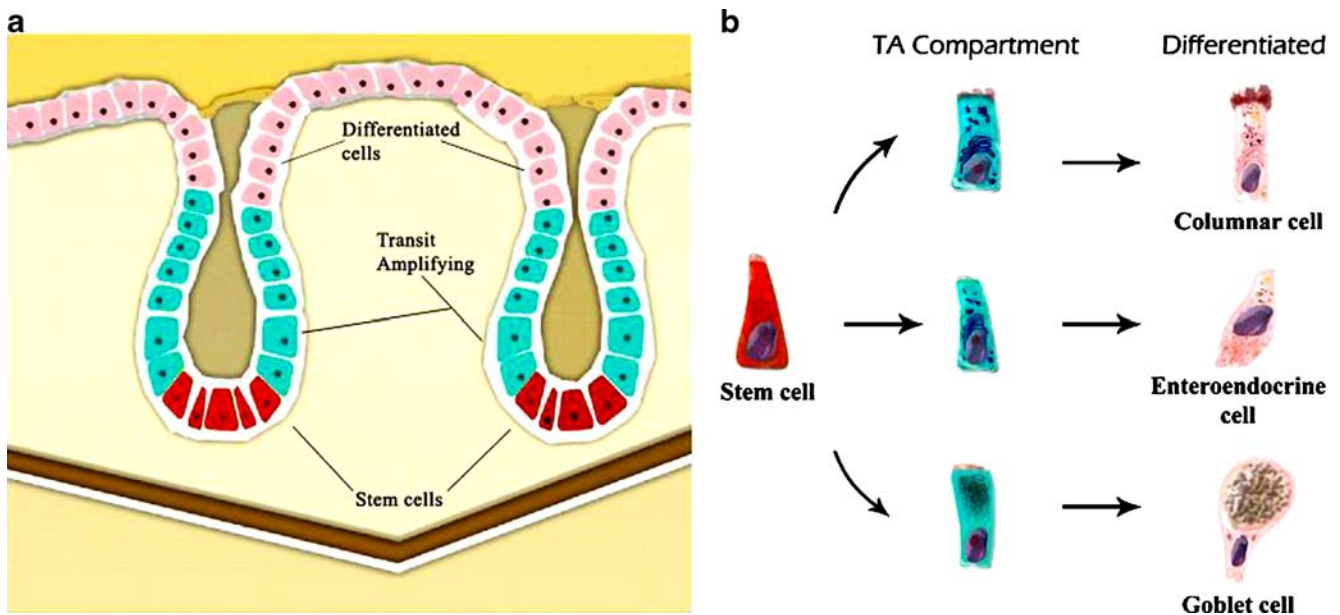 a
Differentiated
cells
Transit
Amplifying
Stem cells
b
TA Compartment
Differentiated
Columnar cell
Stem cell
Enteroendocrine
cell
Goblet cell